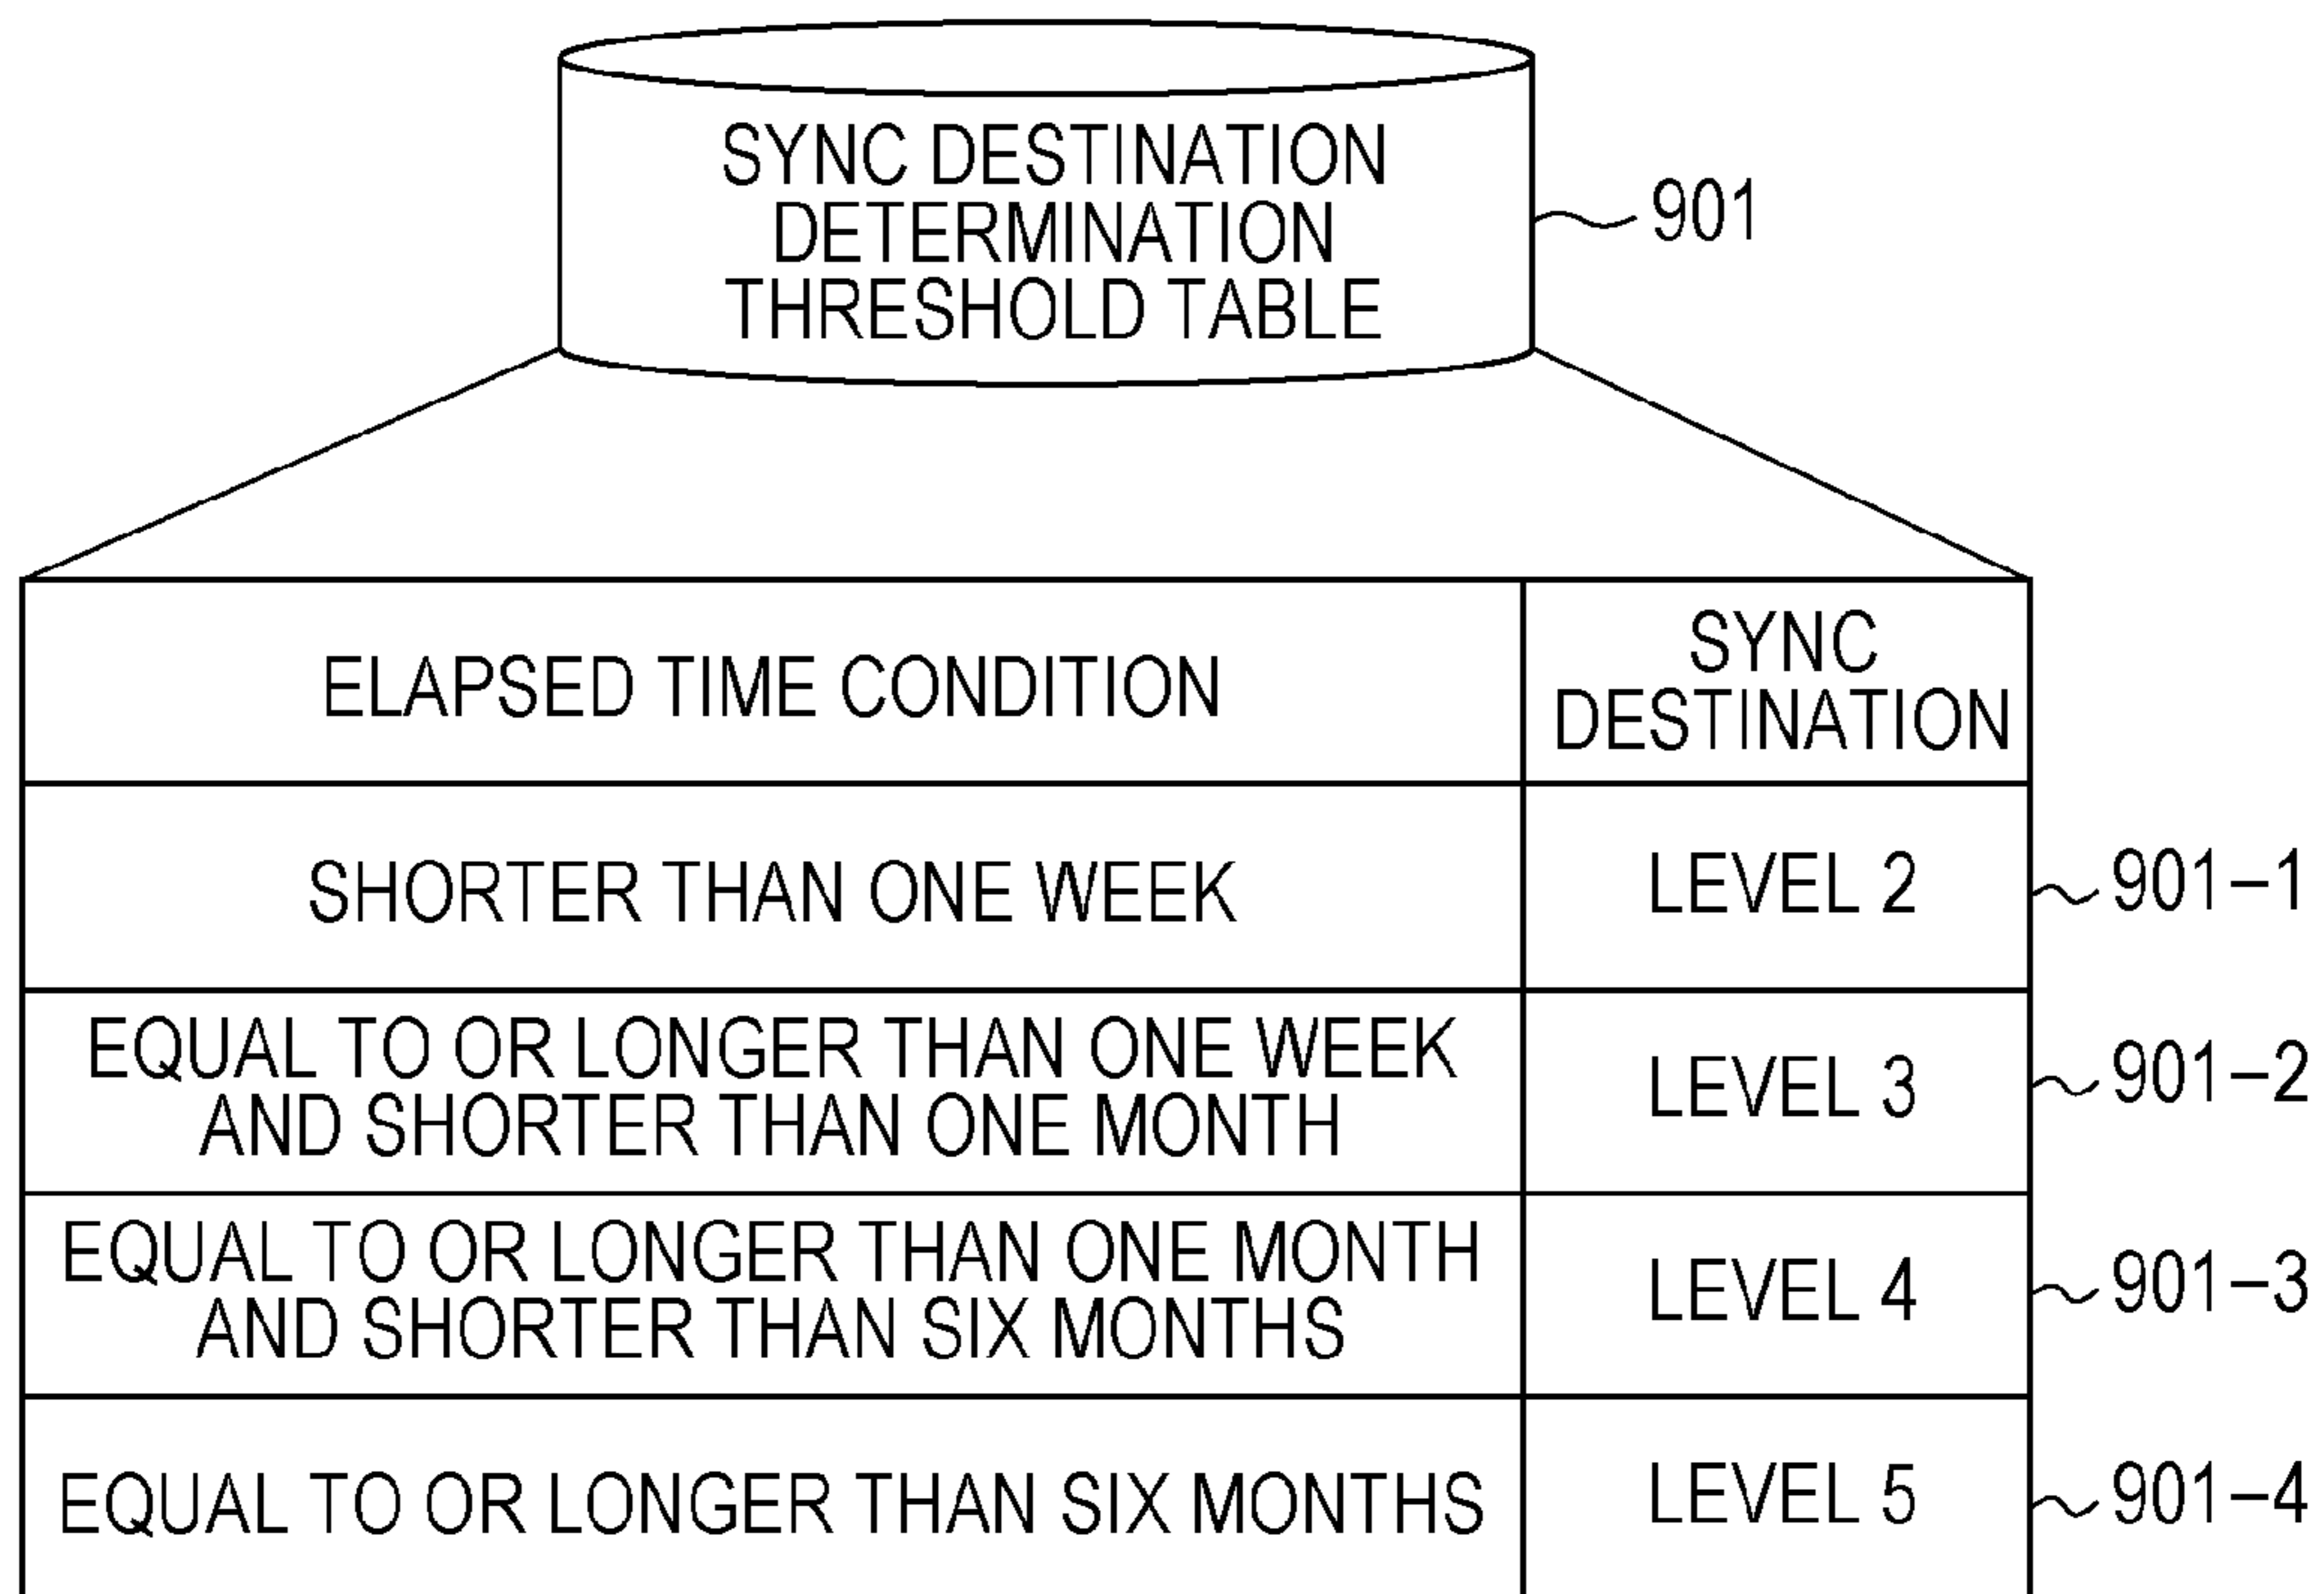 SYNC DESTINATION
DETERMINATION
THRESHOLD TABLE
901
ELAPSED TIME CONDITION
SYNC
DESTINATION
SHORTER THAN ONE WEEK
LEVEL 2
901–1
EQUAL TO OR LONGER THAN ONE WEEK
AND SHORTER THAN ONE MONTH
LEVEL 3
901–2
EQUAL TO OR LONGER THAN ONE MONTH
AND SHORTER THAN SIX MONTHS
LEVEL 4
901–3
EQUAL TO OR LONGER THAN SIX MONTHS
LEVEL 5
901–4